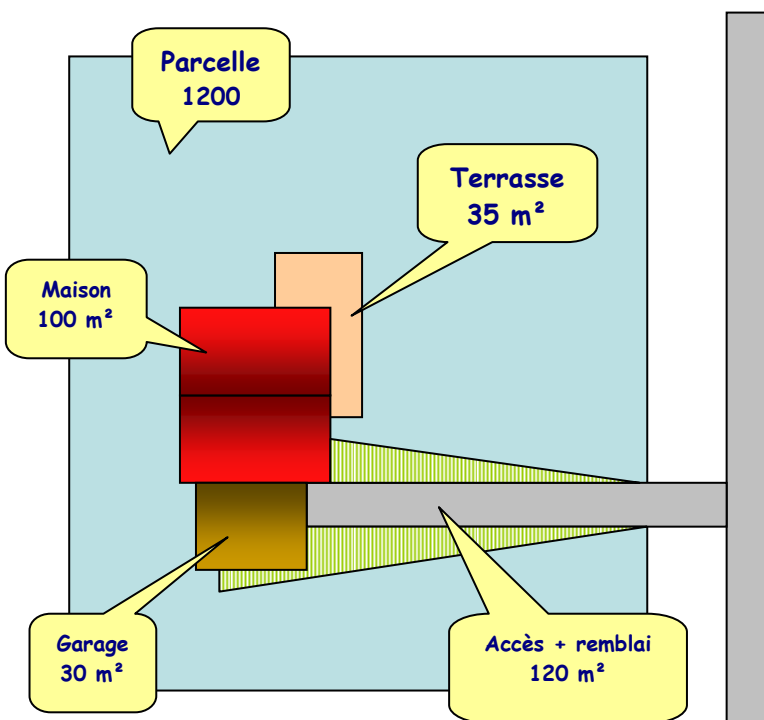 Parcelle
1200
Terrasse
35 m²
Maison
100 m²
Garage
30 m²
Accès + remblai
120 m²